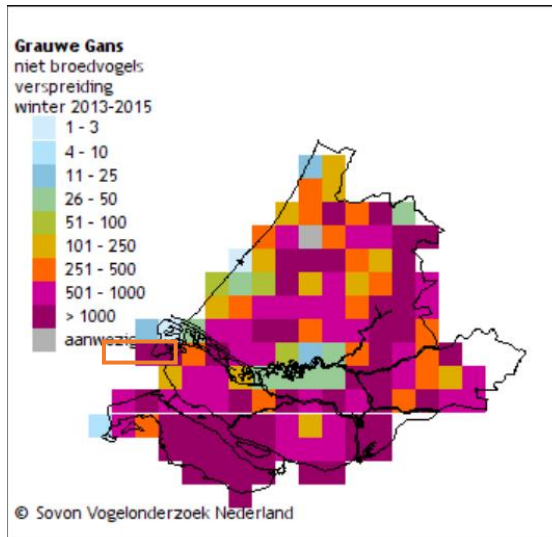 Grauwe Gans
niet broedvogels
verspreiding
winter 2013-2015
1 - 3
4 - 10
11 - 25
26 - 50
51 - 100
101 - 250
251 - 500
501 - 1000
> 1000
aanwezig
© Sovon Vogelonderzoek Nederland